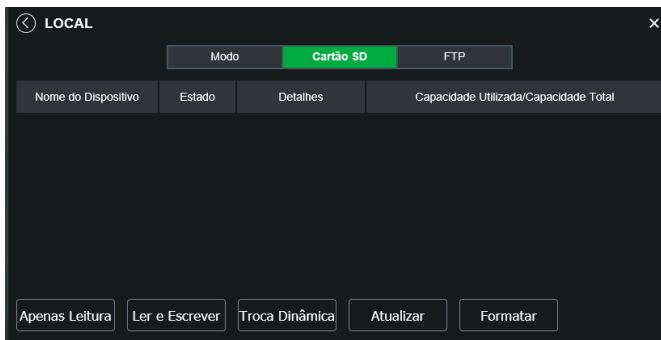 LOCAL
Modo Cartão SD FTP
Nome do Dispositivo Estado Detalhes Capacidade Utilizada/Capacidade Total
Apenas Leitura Ler e Escrever Troca Dinâmica Atualizar Formatar